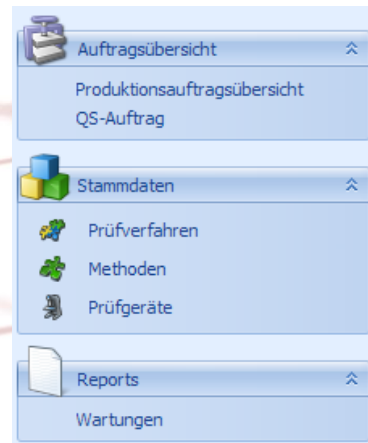 Auftragsübersicht
Produktionsauftragsübersicht
QS-Auftrag
Stammdaten
Prüfverfahren
Methoden
Prüfgeräte
Reports
Wartungen